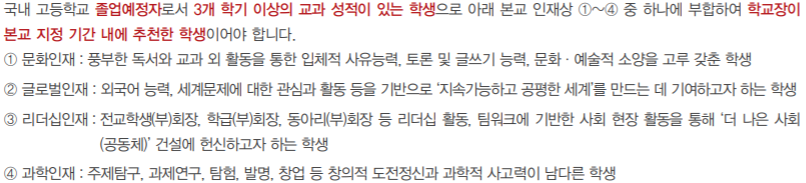 국내 고등학교 졸업예정자로서 3개 학기 이상의 교과 성적이 있는 학생으로 아래 본교 인재상 ①～④ 중 하나에 부합하여 학교장이
본교 지정 기간 내에 추천한 학생이어야 합니다.
① 문화인재 : 풍부한 독서와 교과 외 활동을 통한 입체적 사유능력, 토론 및 글쓰기 능력, 문화 · 예술적 소양을 고루 갖춘 학생
② 글로벌인재 : 외국어 능력, 세계문제에 대한 관심과 활동 등을 기반으로 '지속가능하고 공평한 세계'를 만드는 데 기여하고자 하는 학생
③ 리더십인재 : 전교학생(부)회장, 학급(부)회장, 동아리(부)회장 등 리더십 활동, 팀워크에 기반한 사회 현장 활동을 통해 '더 나은 사회
(공동체)' 건설에 헌신하고자 하는 학생
④ 과학인재 : 주제탐구, 과제연구, 탐험, 발명, 창업 등 창의적 도전정신과 과학적 사고력이 남다른 학생